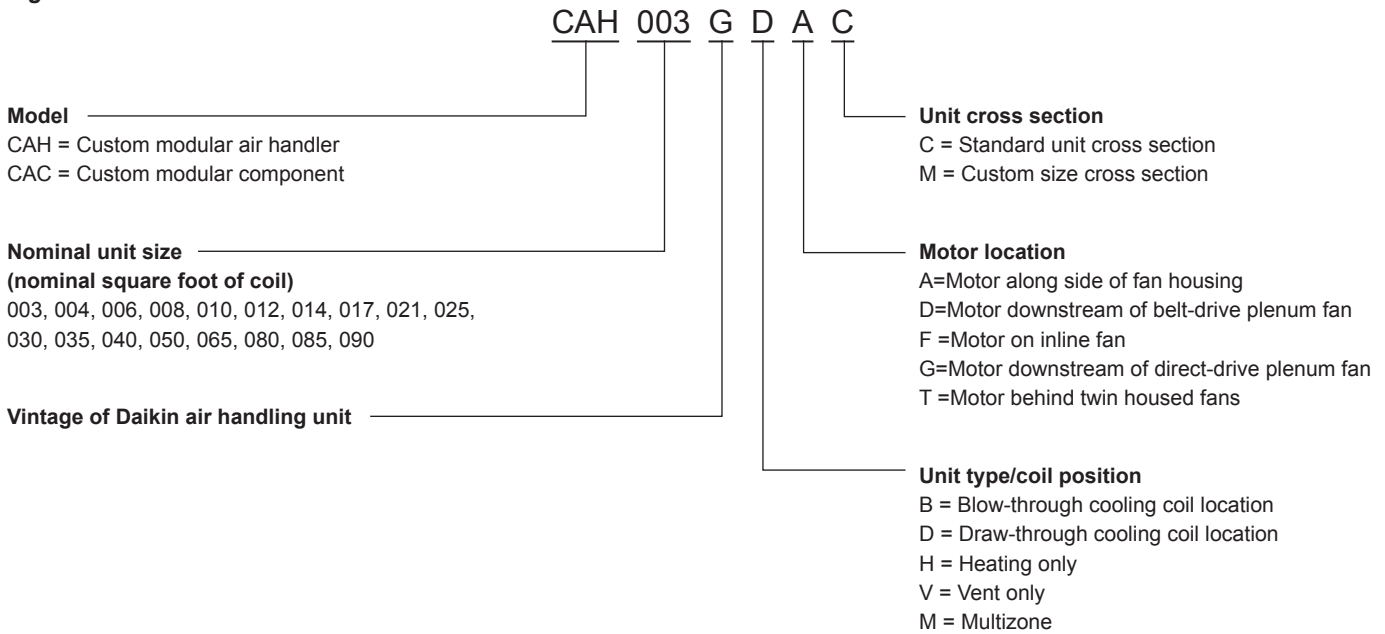 CAH 003 G D A C
Model
CAH = Custom modular air handler
CAC = Custom modular component
Nominal unit size
(nominal square foot of coil)
003, 004, 006, 008, 010, 012, 014, 017, 021, 025,
030, 035, 040, 050, 065, 080, 085, 090
Vintage of Daikin air handling unit
Unit cross section
C = Standard unit cross section
M = Custom size cross section
Motor location
A=Motor along side of fan housing
D=Motor downstream of belt-drive plenum fan
F =Motor on inline fan
G=Motor downstream of direct-drive plenum fan
T =Motor behind twin housed fans
Unit type/coil position
B = Blow-through cooling coil location
D = Draw-through cooling coil location
H = Heating only
V = Vent only
M = Multizone